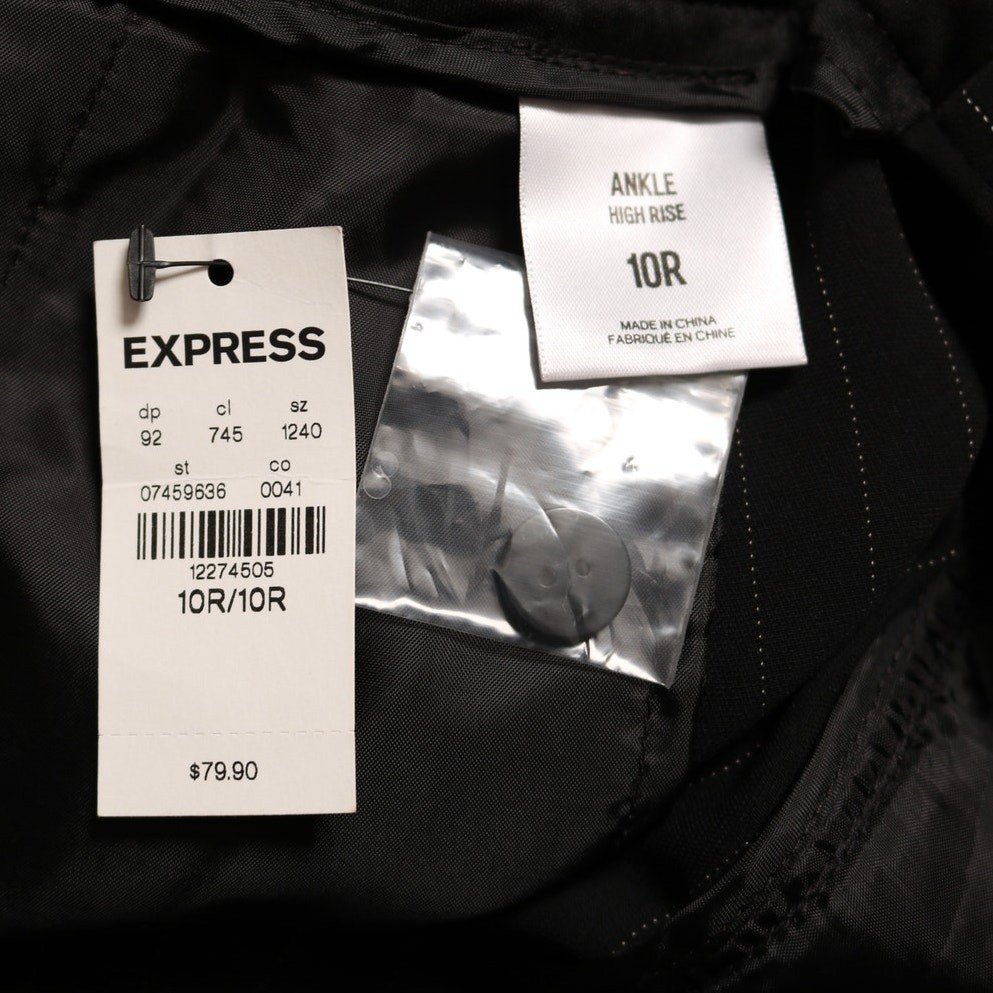 EXPRESS
dp cl sz
92 745 1240
st co
07459636 0041
12274505
10R/10R
$79.90
ANKLE
HIGH RISE
10R
MADE IN CHINA
FABRIQUÉ EN CHINE